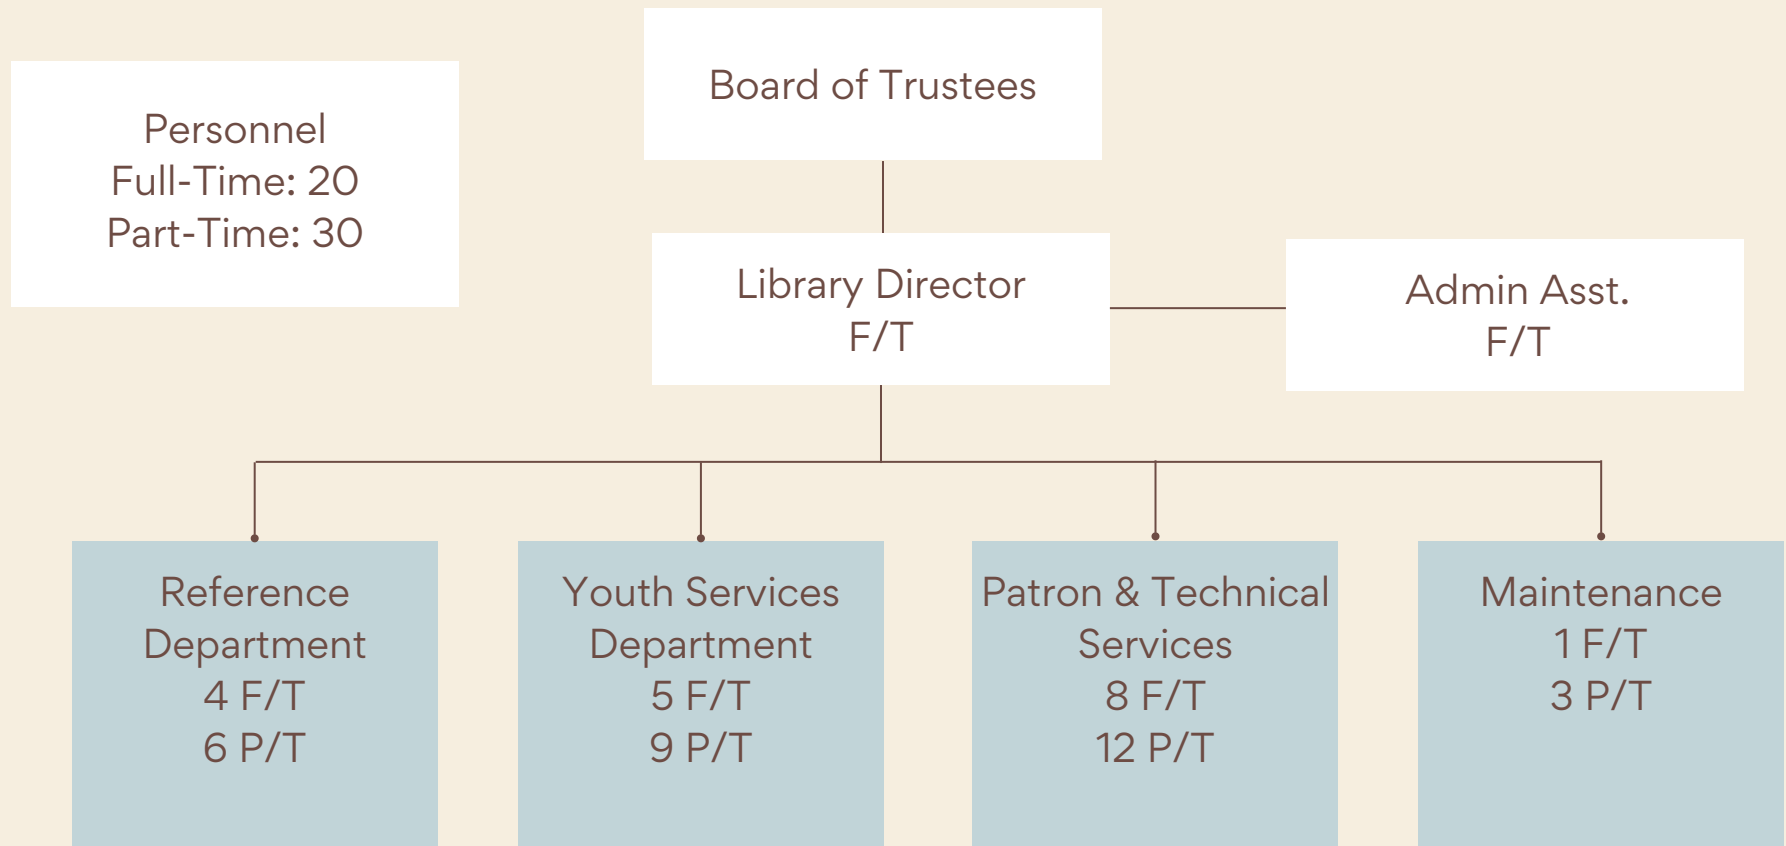 Board of Trustees
Personnel
Full-Time: 20
Part-Time: 30
Library Director
F/T
Admin Asst.
F/T
Reference
Department
4 F/T
6 P/T
Youth Services
Department
5 F/T
9 P/T
Patron & Technical
Services
8 F/T
12 P/T
Maintenance
1 F/T
3 P/T